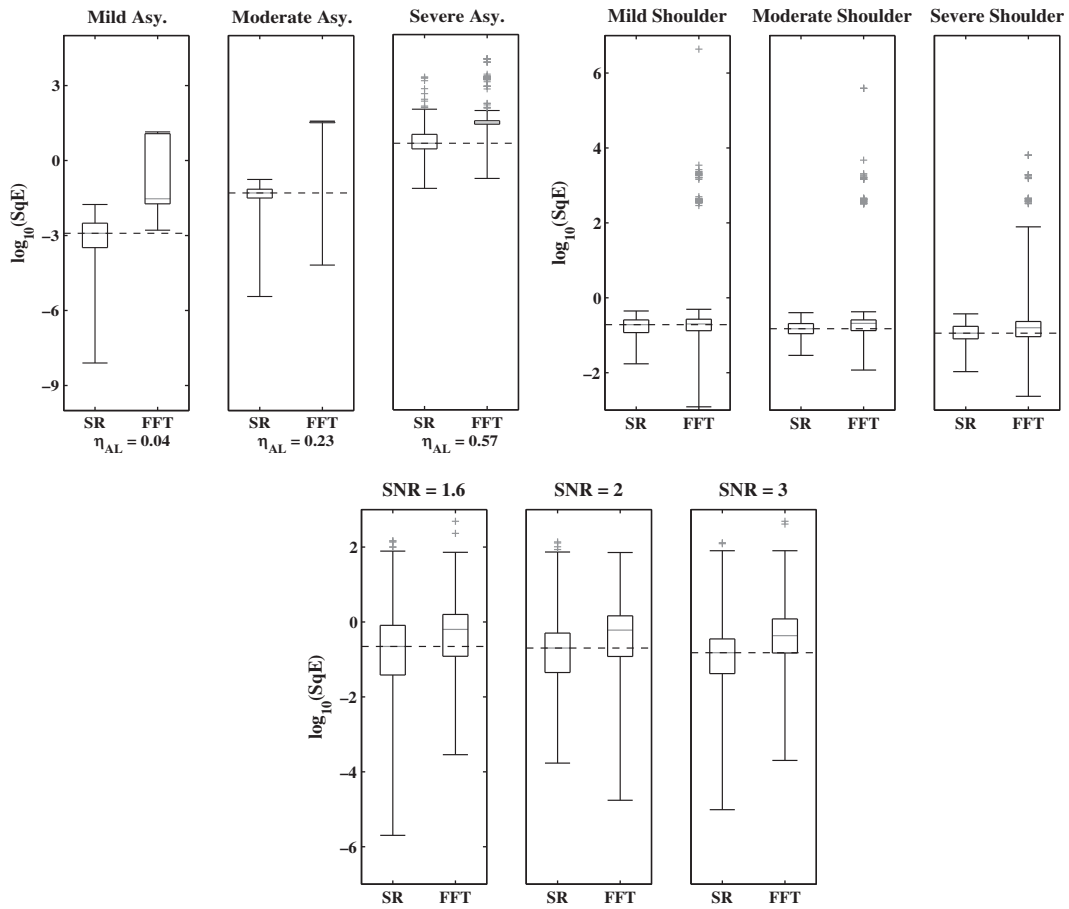 Mild Asy.
Moderate Asy.
Severe Asy.
3
0
−3
−6
−9
log10(SqE)
SR FFT
ηAL = 0.04
SR FFT
ηAL = 0.23
SR FFT
ηAL = 0.57
Mild Shoulder
Moderate Shoulder
Severe Shoulder
6
4
2
0
−2
log10(SqE)
SR FFT
SR FFT
SR FFT
SNR = 1.6
SNR = 2
SNR = 3
2
0
−2
−4
−6
log10(SqE)
SR FFT
SR FFT
SR FFT